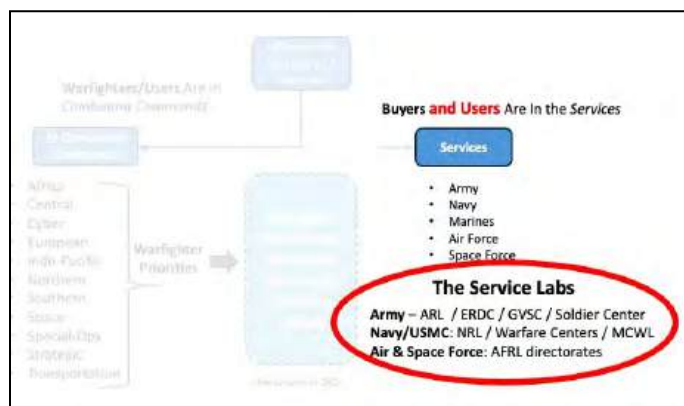 Warfighters/Users Are in
Combatant Commands
Buyers and Users Are In the Services
Services
• Army
• Navy
• Marines
• Air Force
• Space Force
• Africa
• Central
• Cyber
• European
• Indo-Pacific
• Northern
• Southern
• Space
• Special-Ops
• Strategic
• Transportation
Warfighter
Priorities
The Service Labs
Army – ARL / ERDC / GVSC / Soldier Center
Navy/USMC: NRL / Warfare Centers / MCWL
Air & Space Force: AFRL directorates